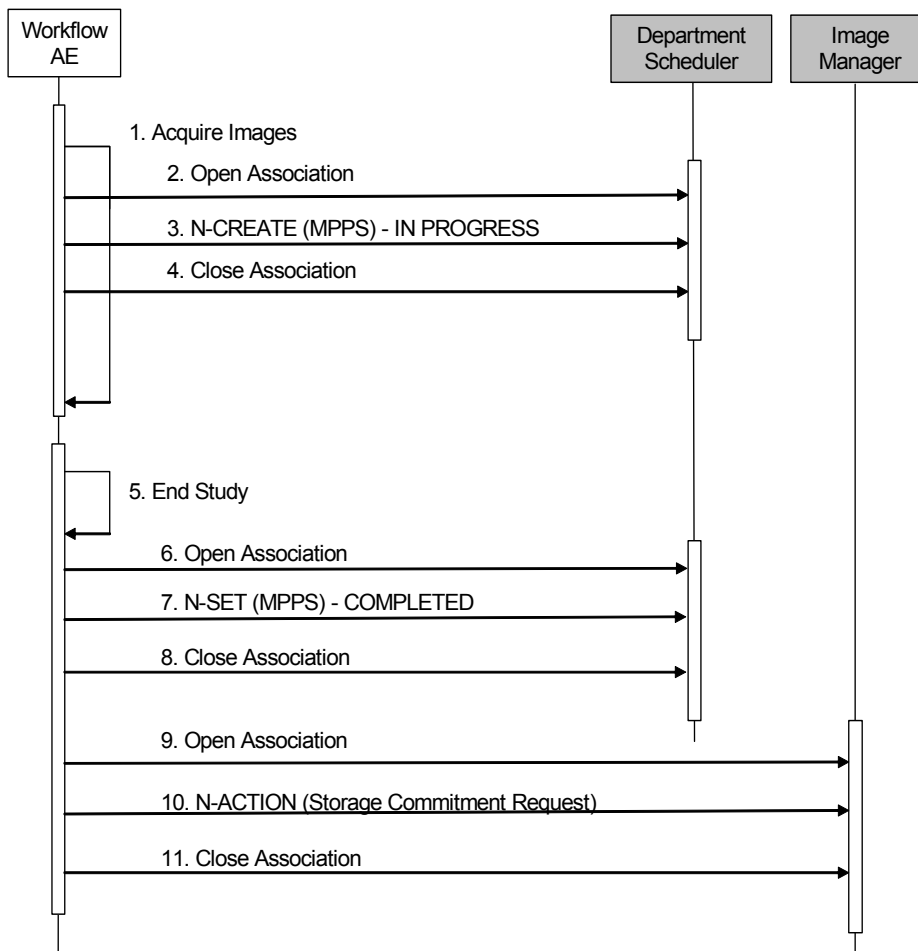 Workflow
AE
Department
Scheduler
Image
Manager
1. Acquire Images
2. Open Association
3. N-CREATE (MPPS) - IN PROGRESS
4. Close Association
5. End Study
6. Open Association
7. N-SET (MPPS) - COMPLETED
8. Close Association
9. Open Association
10. N-ACTION (Storage Commitment Request)
11. Close Association